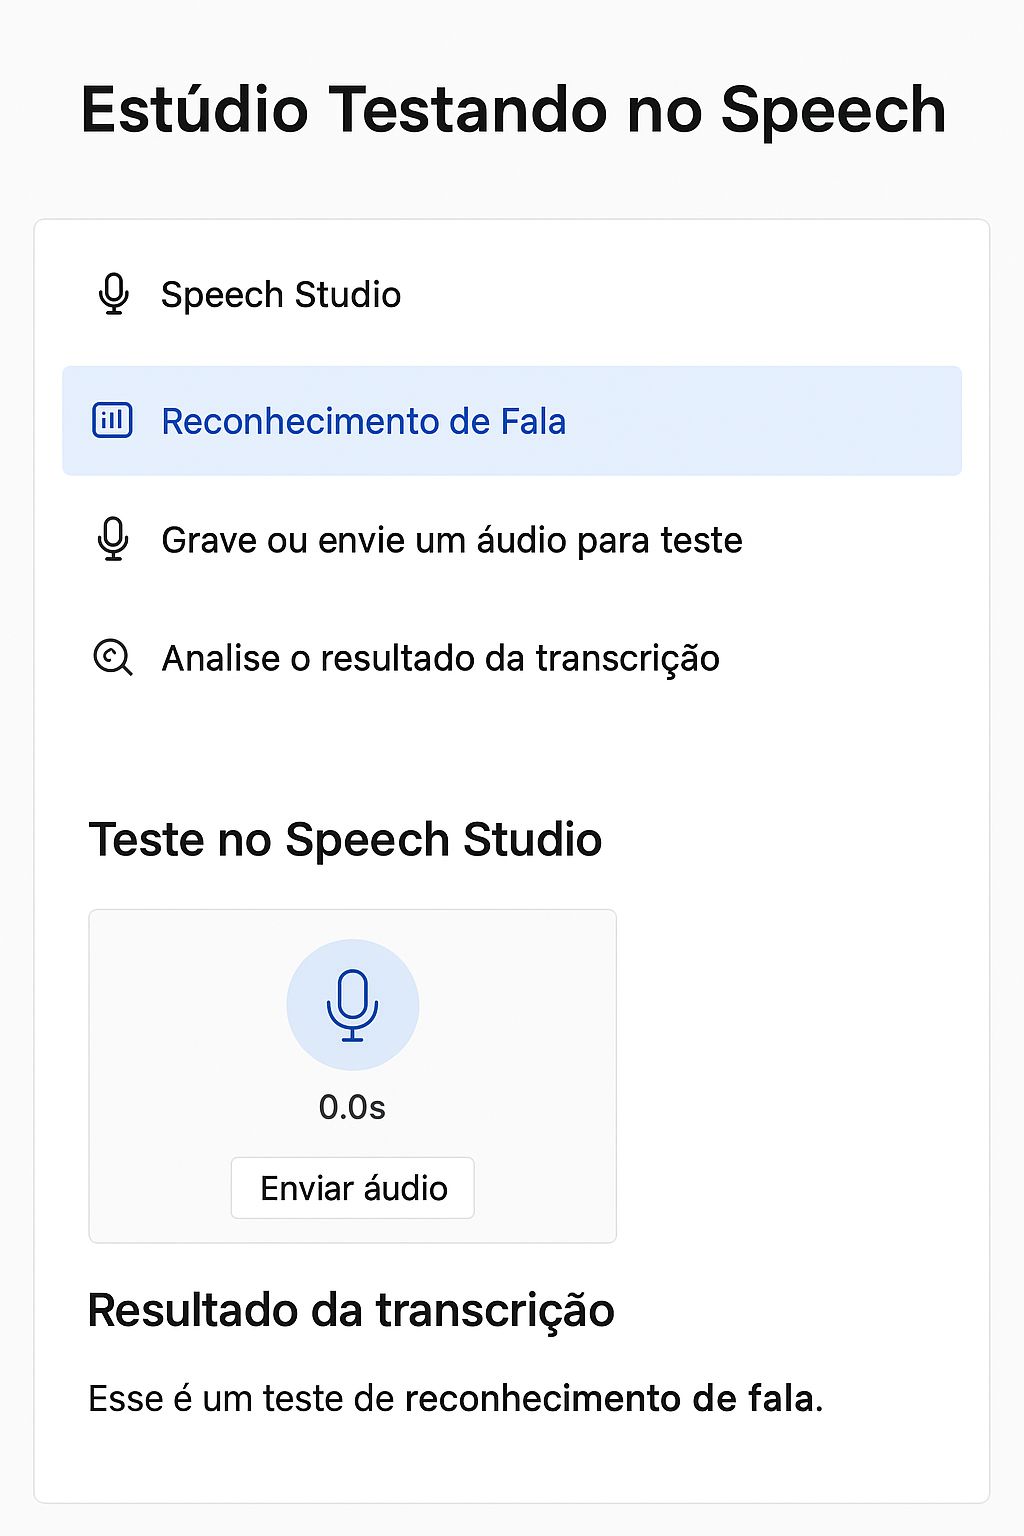 Estúdio Testando no Speech
Speech Studio
Reconhecimento de Fala
Grave ou envie um áudio para teste
Analise o resultado da transcrição
Teste no Speech Studio
0.0s
Enviar áudio
Resultado da transcrição
Esse é um teste de reconhecimento de fala.